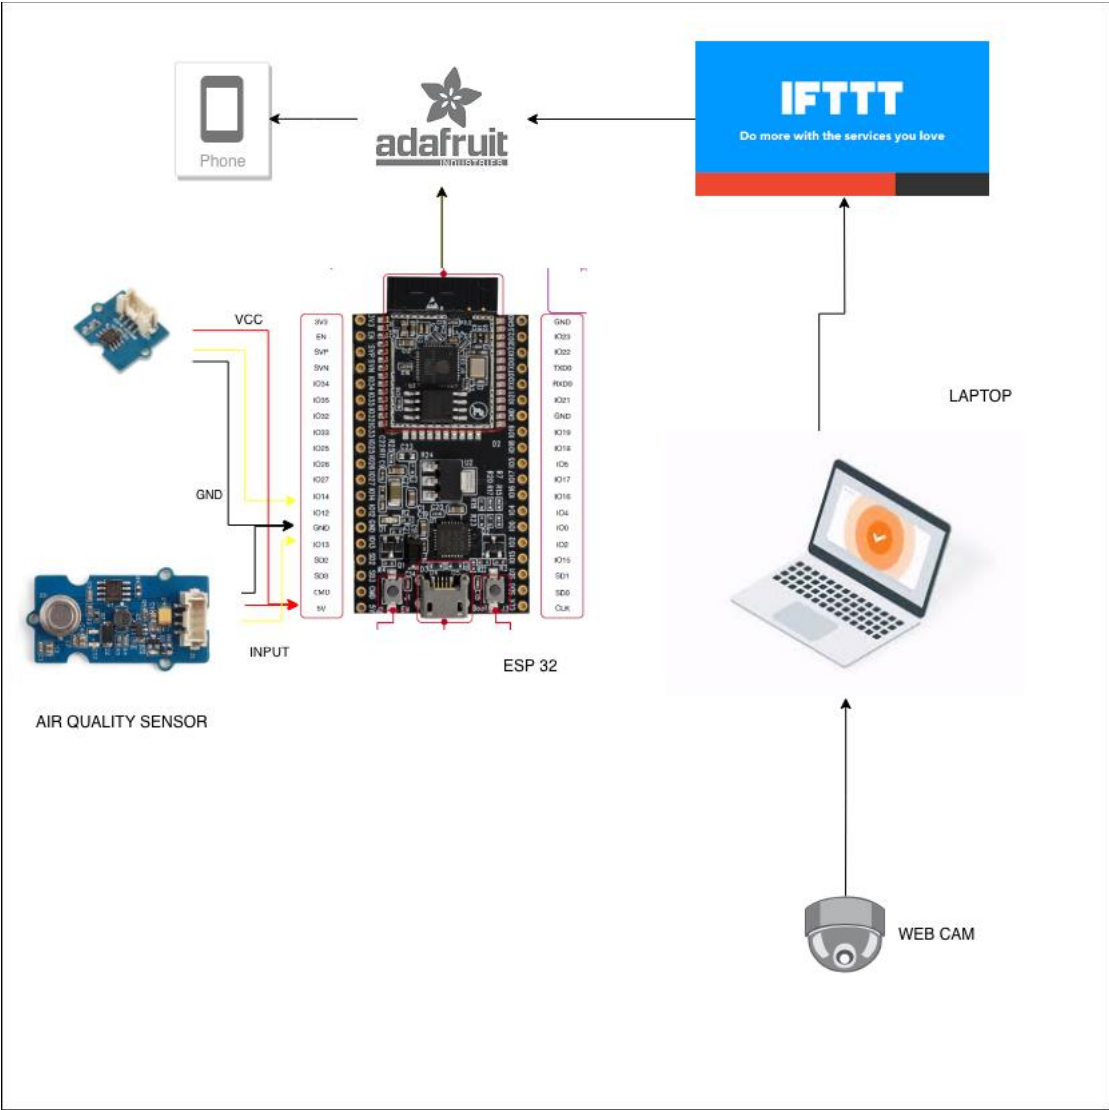 IFTTT
Do more with the services you love
adafruit
INDUSTRIES
Phone
VCC
GND
INPUT
AIR QUALITY SENSOR
3V3
EN
SVP
SVN
IO34
IO35
IO32
IO33
IO25
IO26
IO27
IO14
IO12
GND
IO13
SD2
SD3
CMD
5V
GND
IO23
IO22
TXD0
RXD0
IO21
GND
IO19
IO18
IO5
IO17
IO16
IO4
IO0
IO2
IO15
SD1
SD0
CLK
ESP 32
LAPTOP
WEB CAM